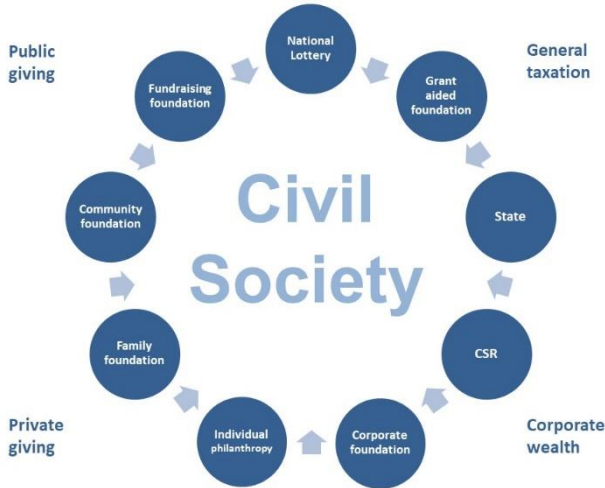 Public
giving
National
Lottery
General
taxation
Fundraising
foundation
Grant
aided
foundation
Community
foundation
Civil
Society
State
Family
foundation
CSR
Private
giving
Individual
philanthropy
Corporate
foundation
Corporate
wealth